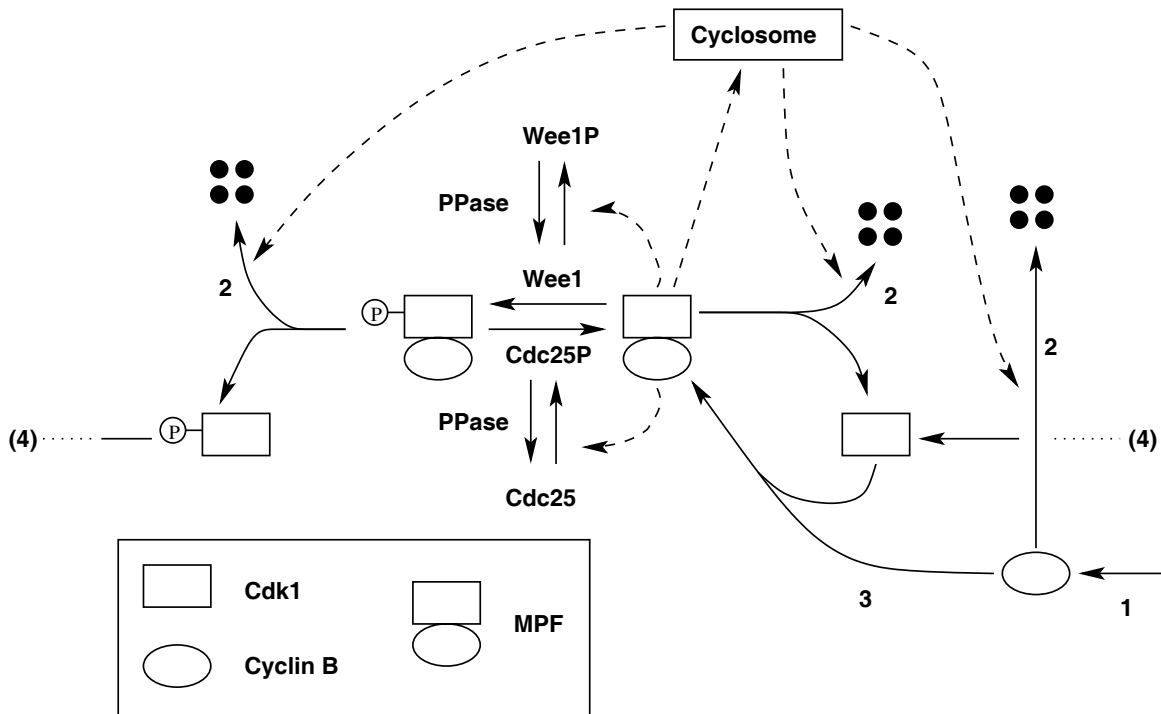 Cyclosome
Wee1P
PPase
2
Wee1
2
2
P
Cdc25P
P
PPase
(4)
(4)
Cdc25
3
1
Cdk1
MPF
Cyclin B